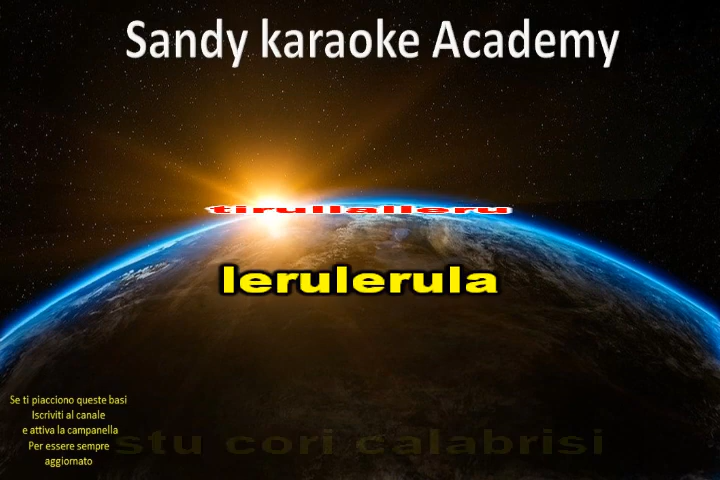 Sandy karaoke Academy
tirullalleru
lerulerula
stu cori calabrisi
Se ti piacciono queste basi
Iscriviti al canale
e attiva la campanella
Per essere sempre
aggiornato